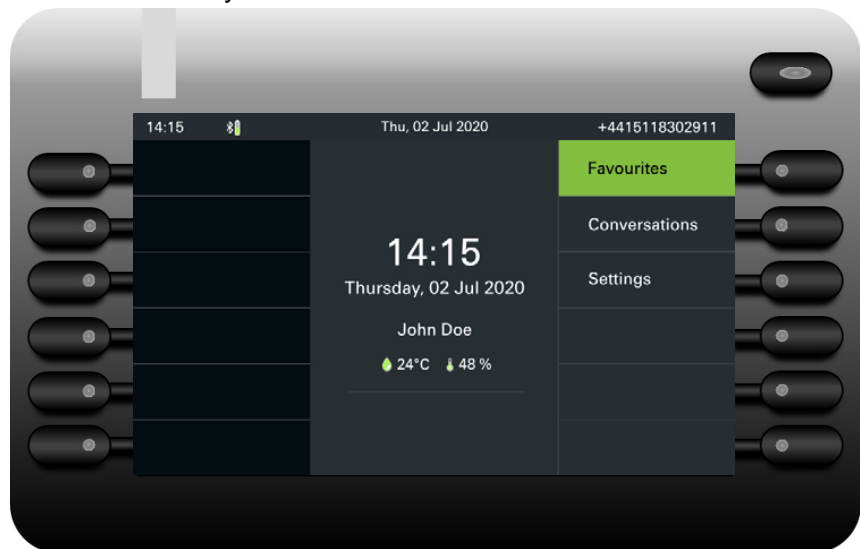 14:15 Thu, 02 Jul 2020 +4415118302911
Favourites
Conversations
Settings
14:15
Thursday, 02 Jul 2020
John Doe
24°C 48 %